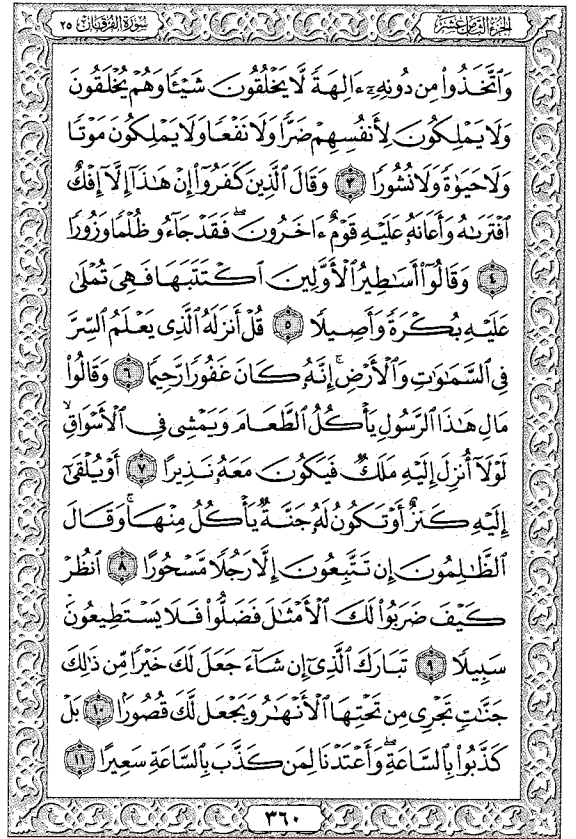 الجزء الثامن عشر
سورة الفرقان ٢٥
وَٱتَّخَذُوا۟ مِن دُونِهِۦٓ ءَالِهَةً لَّا يَخْلُقُونَ شَيْـًٔا وَهُمْ يُخْلَقُونَ
وَلَا يَمْلِكُونَ لِأَنفُسِهِمْ ضَرًّا وَلَا نَفْعًا وَلَا يَمْلِكُونَ مَوْتًا
وَلَا حَيَوٰةً وَلَا نُشُورًا ٣ وَقَالَ ٱلَّذِينَ كَفَرُوٓا۟ إِنْ هَٰذَآ إِلَّآ إِفْكٌ
ٱفْتَرَىٰهُ وَأَعَانَهُۥ عَلَيْهِ قَوْمٌ ءَاخَرُونَ ۖ فَقَدْ جَآءُو ظُلْمًا وَزُورًا
٤ وَقَالُوٓا۟ أَسَٰطِيرُ ٱلْأَوَّلِينَ ٱكْتَتَبَهَا فَهِىَ تُمْلَىٰ
عَلَيْهِ بُكْرَةً وَأَصِيلًا ٥ قُلْ أَنزَلَهُ ٱلَّذِى يَعْلَمُ ٱلسِّرَّ
فِى ٱلسَّمَٰوَٰتِ وَٱلْأَرْضِ ۚ إِنَّهُۥ كَانَ غَفُورًا رَّحِيمًا ٦ وَقَالُوا۟
مَالِ هَٰذَا ٱلرَّسُولِ يَأْكُلُ ٱلطَّعَامَ وَيَمْشِى فِى ٱلْأَسْوَاقِ ۙ
لَوْلَآ أُنزِلَ إِلَيْهِ مَلَكٌ فَيَكُونَ مَعَهُۥ نَذِيرًا ٧ أَوْ يُلْقَىٰٓ
إِلَيْهِ كَنزٌ أَوْ تَكُونُ لَهُۥ جَنَّةٌ يَأْكُلُ مِنْهَا ۚ وَقَالَ
ٱلظَّٰلِمُونَ إِن تَتَّبِعُونَ إِلَّا رَجُلًا مَّسْحُورًا ٨ ٱنظُرْ
كَيْفَ ضَرَبُوا۟ لَكَ ٱلْأَمْثَٰلَ فَضَلُّوا۟ فَلَا يَسْتَطِيعُونَ
سَبِيلًا ٩ تَبَارَكَ ٱلَّذِىٓ إِن شَآءَ جَعَلَ لَكَ خَيْرًا مِّن ذَٰلِكَ
جَنَّٰتٍ تَجْرِى مِن تَحْتِهَا ٱلْأَنْهَٰرُ وَيَجْعَل لَّكَ قُصُورًۢا ١٠ بَلْ
كَذَّبُوا۟ بِٱلسَّاعَةِ ۖ وَأَعْتَدْنَا لِمَن كَذَّبَ بِٱلسَّاعَةِ سَعِيرًا ١١
٣٦٠